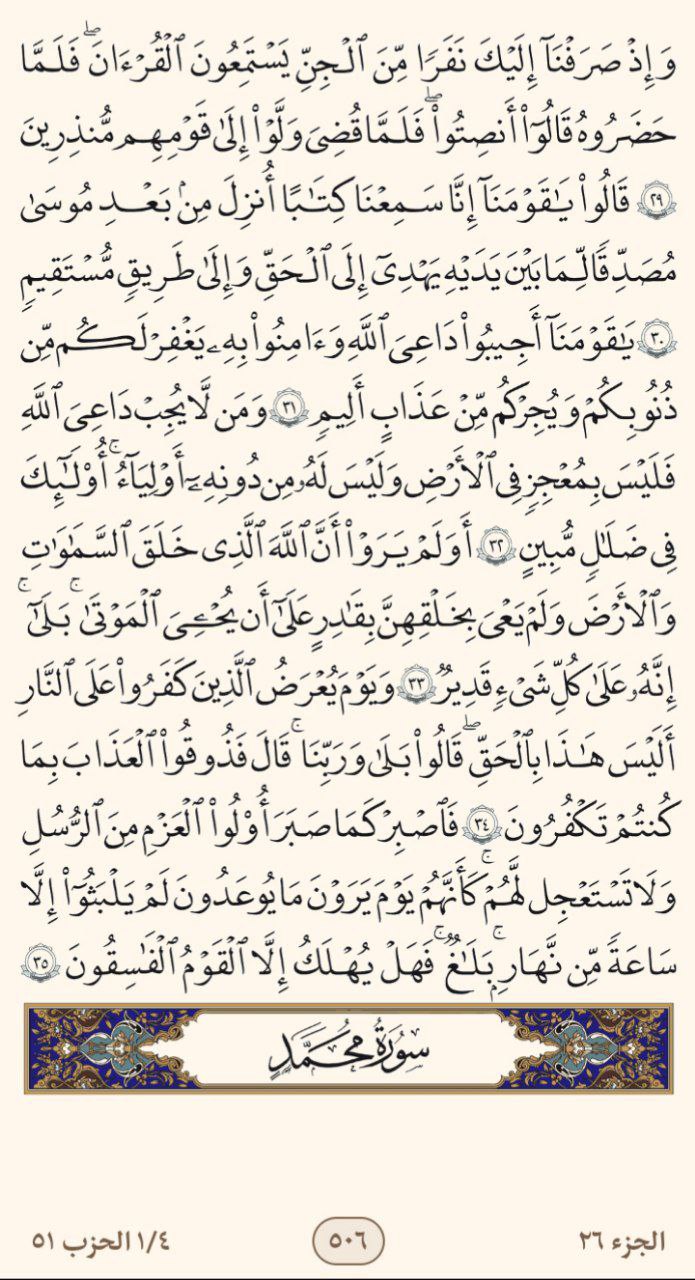 وَإِذْ صَرَفْنَآ إِلَيْكَ نَفَرًا مِّنَ ٱلْجِنِّ يَسْتَمِعُونَ ٱلْقُرْءَانَۖ فَلَمَّا
حَضَرُوهُ قَالُوٓا۟ أَنصِتُوا۟ۖ فَلَمَّا قُضِىَ وَلَّوْا۟ إِلَىٰ قَوْمِهِم مُّنذِرِينَ
٢٩ قَالُوا۟ يَـٰقَوْمَنَآ إِنَّا سَمِعْنَا كِتَـٰبًا أُنزِلَ مِنۢ بَعْدِ مُوسَىٰ
مُصَدِّقًا لِّمَا بَيْنَ يَدَيْهِ يَهْدِىٓ إِلَى ٱلْحَقِّ وَإِلَىٰ طَرِيقٍ مُّسْتَقِيمٍ
٣٠ يَـٰقَوْمَنَآ أَجِيبُوا۟ دَاعِىَ ٱللَّهِ وَءَامِنُوا۟ بِهِۦ يَغْفِرْ لَكُم مِّن
ذُنُوبِكُمْ وَيُجِرْكُم مِّنْ عَذَابٍ أَلِيمٍ ٣١ وَمَن لَّا يُجِبْ دَاعِىَ ٱللَّهِ
فَلَيْسَ بِمُعْجِزٍ فِى ٱلْأَرْضِ وَلَيْسَ لَهُۥ مِن دُونِهِۦٓ أَوْلِيَآءُۚ أُو۟لَـٰٓئِكَ
فِى ضَلَـٰلٍ مُّبِينٍ ٣٢ أَوَلَمْ يَرَوْا۟ أَنَّ ٱللَّهَ ٱلَّذِى خَلَقَ ٱلسَّمَـٰوَٰتِ
وَٱلْأَرْضَ وَلَمْ يَعْىَ بِخَلْقِهِنَّ بِقَـٰدِرٍ عَلَىٰٓ أَن يُحْـِۧىَ ٱلْمَوْتَىٰۚ بَلَىٰٓۚ
إِنَّهُۥ عَلَىٰ كُلِّ شَىْءٍ قَدِيرٌ ٣٣ وَيَوْمَ يُعْرَضُ ٱلَّذِينَ كَفَرُوا۟ عَلَى ٱلنَّارِ
أَلَيْسَ هَـٰذَا بِٱلْحَقِّۖ قَالُوا۟ بَلَىٰ وَرَبِّنَاۚ قَالَ فَذُوقُوا۟ ٱلْعَذَابَ بِمَا
كُنتُمْ تَكْفُرُونَ ٣٤ فَٱصْبِرْ كَمَا صَبَرَ أُو۟لُوا۟ ٱلْعَزْمِ مِنَ ٱلرُّسُلِ
وَلَا تَسْتَعْجِل لَّهُمْۚ كَأَنَّهُمْ يَوْمَ يَرَوْنَ مَا يُوعَدُونَ لَمْ يَلْبَثُوٓا۟ إِلَّا
سَاعَةً مِّن نَّهَارِۭۚ بَلَـٰغٌۚ فَهَلْ يُهْلَكُ إِلَّا ٱلْقَوْمُ ٱلْفَـٰسِقُونَ ٣٥
سُورَةُ مُحَمَّدٍ
الجزء ٢٦
٥٠٦
١/٤ الحزب ٥١